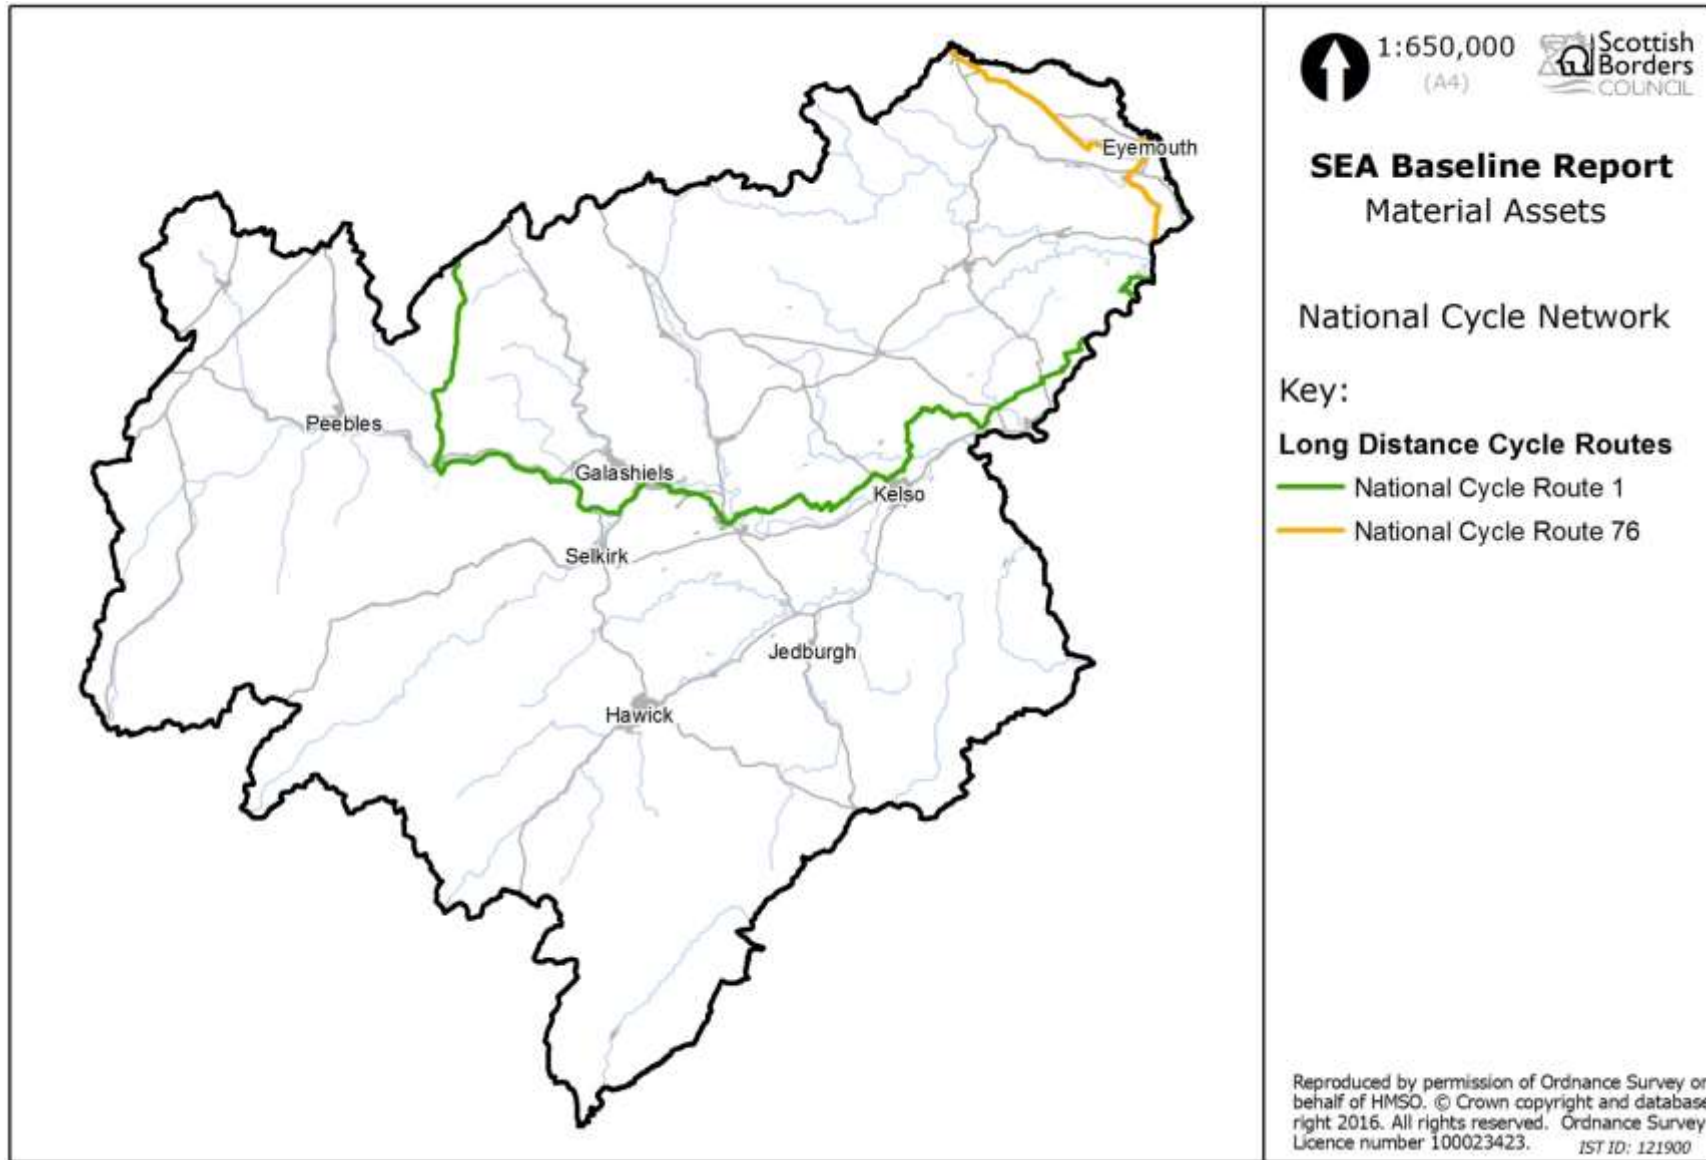 1:650,000
(A4)
Scottish
Borders
COUNCIL
SEA Baseline Report
Material Assets
National Cycle Network
Key:
Long Distance Cycle Routes
National Cycle Route 1
National Cycle Route 76
Eyemouth
Peebles
Galashiels
Kelso
Selkirk
Jedburgh
Hawick
Reproduced by permission of Ordnance Survey on
behalf of HMSO. © Crown copyright and database
right 2016. All rights reserved. Ordnance Survey
Licence number 100023423.
IST ID: 121900